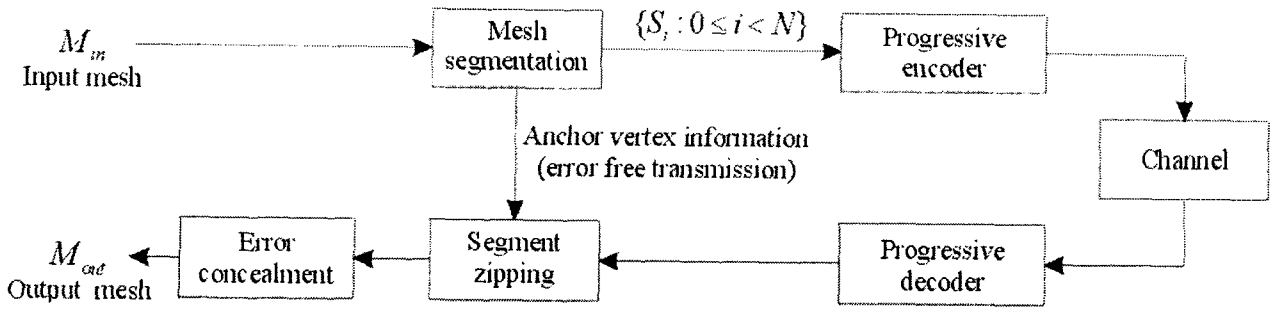 M_in
Input mesh
Mesh
segmentation
{S_i : 0 ≤ i < N}
Progressive
encoder
Anchor vertex information
(error free transmission)
Channel
M_out
Output mesh
Error
concealment
Segment
zipping
Progressive
decoder